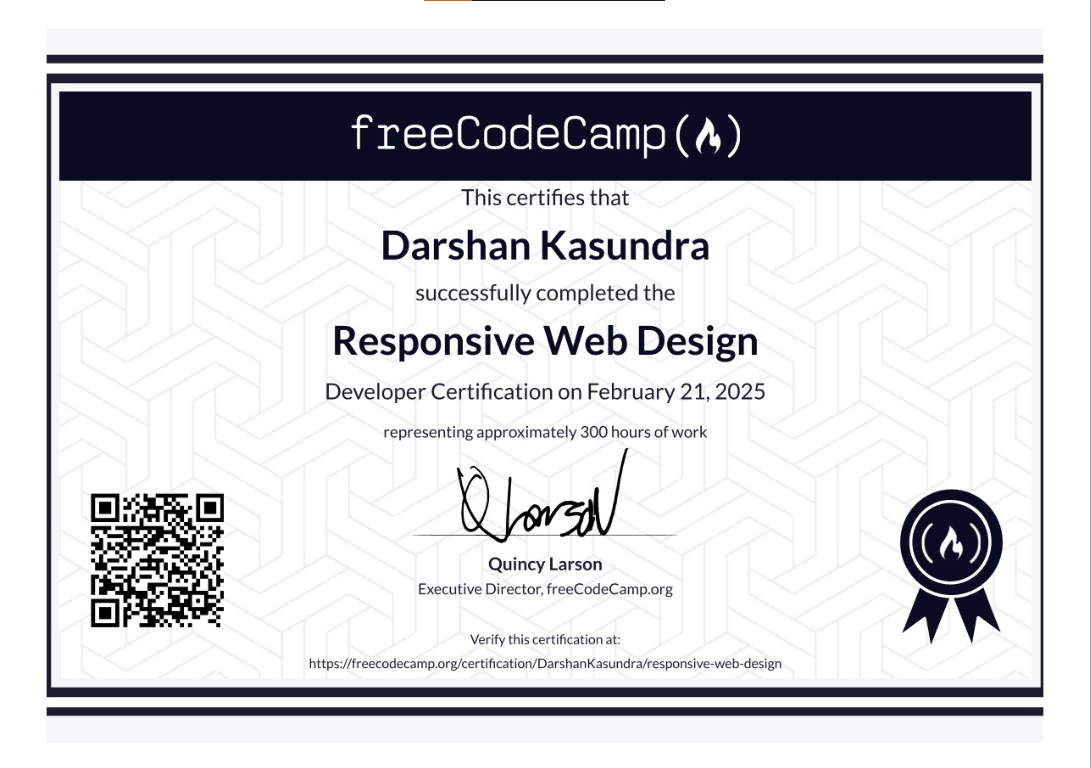 freeCodeCamp
This certifies that
Darshan Kasundra
successfully completed the
Responsive Web Design
Developer Certification on February 21, 2025
representing approximately 300 hours of work
Q Larson
Quincy Larson
Executive Director, freeCodeCamp.org
Verify this certification at:
https://freecodecamp.org/certification/DarshanKasundra/responsive-web-design